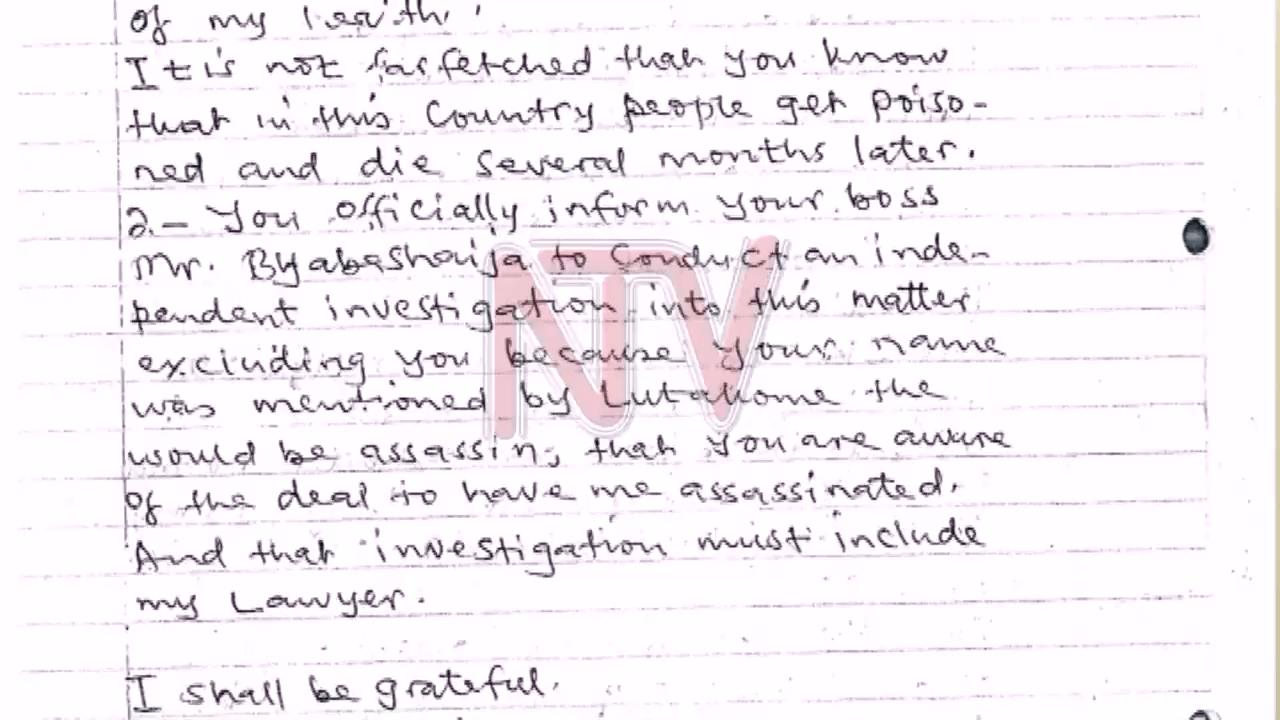 of my
It is not farfetched that you know
that in this Country people get poiso-
ned and die several months later.
2- You officially inform your boss
Mr. Byabashaija to Conduct an inde-
pendent investigation into this matter
excluding you because your name
was mentioned by Lutakome the
would be assassin, that you are aware
of the deal to have me assassinated.
And that investigation must include
my Lawyer.
I shall be grateful.
NTV